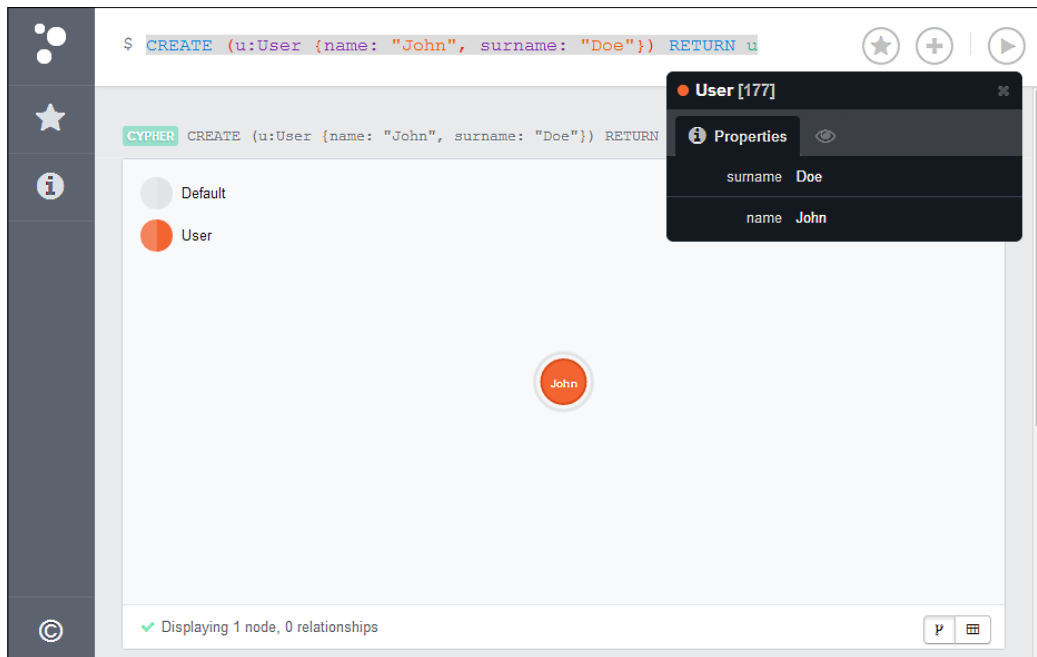 $ CREATE (u:User {name: "John", surname: "Doe"}) RETURN u
User [177]
Properties
surname Doe
name John
CYPHER CREATE (u:User {name: "John", surname: "Doe"}) RETURN
Default
User
John
Displaying 1 node, 0 relationships
©